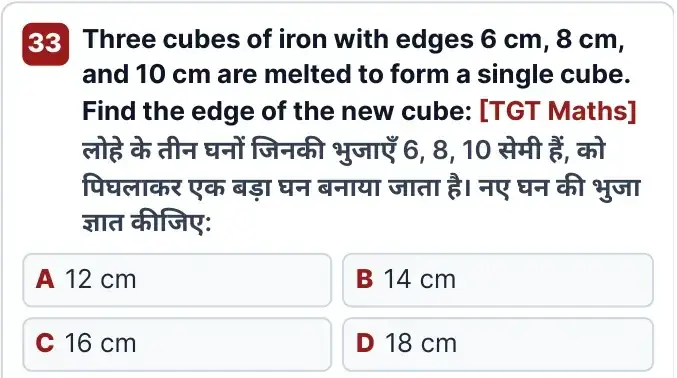 33 Three cubes of iron with edges 6 cm, 8 cm,
and 10 cm are melted to form a single cube.
Find the edge of the new cube: [TGT Maths]
लोहे के तीन घनों जिनकी भुजाएँ 6, 8, 10 सेमी हैं, को
पिघलाकर एक बड़ा घन बनाया जाता है। नए घन की भुजा
ज्ञात कीजिए:
A 12 cm
B 14 cm
C 16 cm
D 18 cm